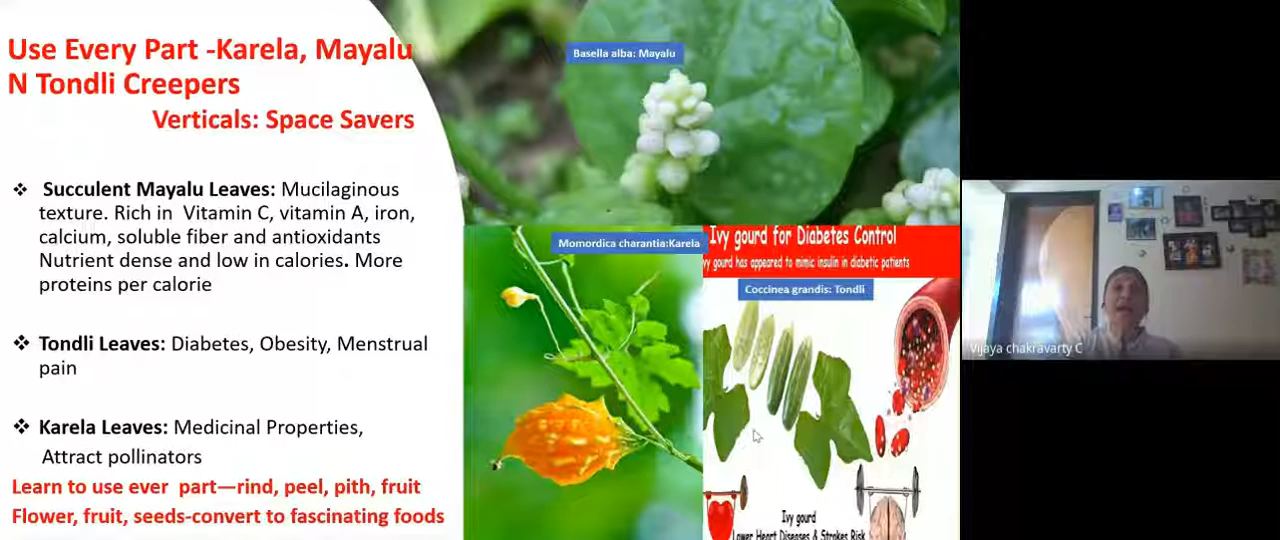 Use Every Part -Karela, Mayalu
N Tondli Creepers
Verticals: Space Savers
❖ Succulent Mayalu Leaves: Mucilaginous
texture. Rich in Vitamin C, vitamin A, iron,
calcium, soluble fiber and antioxidants
Nutrient dense and low in calories. More
proteins per calorie
❖ Tondli Leaves: Diabetes, Obesity, Menstrual
pain
❖ Karela Leaves: Medicinal Properties,
Attract pollinators
Learn to use ever part—rind, peel, pith, fruit
Flower, fruit, seeds-convert to fascinating foods
Basella alba: Mayalu
Momordica charantia:Karela
Ivy gourd for Diabetes Control
vy gourd has appeared to mimic insulin in diabetic patients
Coccinea grandis: Tondli
Ivy gourd
Lower Heart Diseases & Strokes Risk
Vijaya chakravarty C